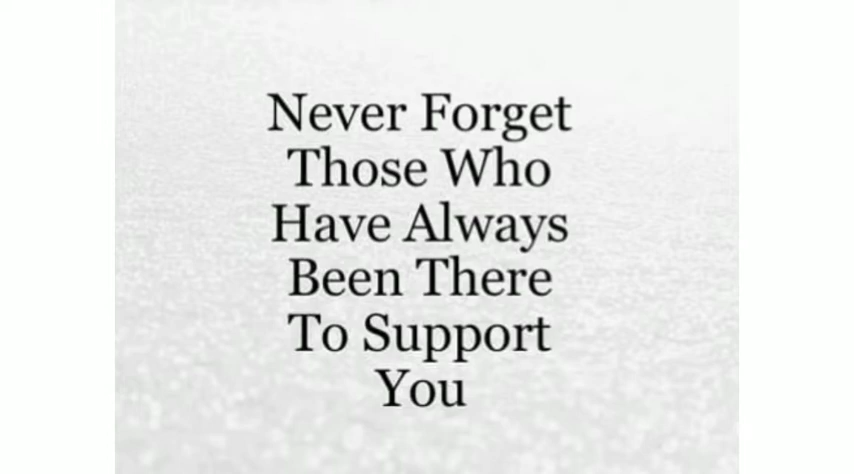 Never Forget
Those Who
Have Always
Been There
To Support
You